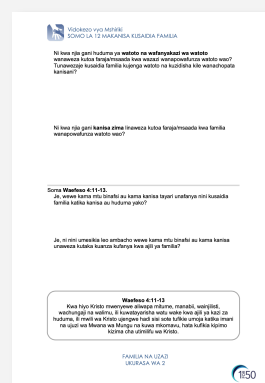 Vidokezo vya Mshiriki
SOMO LA 12 MAKANISA KUSAIDIA FAMILIA
Ni kwa njia gani huduma ya watoto na wafanyakazi wa watoto
wanaweza kutoa faraja/msaada kwa wazazi wanapowafunza watoto wao?
Tunawezaje kusaidia familia kujenga watoto na kuzidisha kile wanachopata
kanisani?
Ni kwa njia gani kanisa zima linaweza kutoa faraja/msaada kwa familia
wanapowafunza watoto wao?
Soma Waefeso 4:11-13.
Je, wewe kama mtu binafsi au kama kanisa tayari unafanya nini kusaidia
familia katika kanisa au huduma yako?
Je, ni nini umesikia leo ambacho wewe kama mtu binafsi au kama kanisa
unaweza kutaka kuanza kufanya kwa ajili ya familia?
Waefeso 4:11-13
Kwa hiyo Kristo mwenyewe aliwapa mitume, manabii, wainjilisti,
wachungaji na walimu, ili kuwatayarisha watu wake kwa ajili ya kazi za
huduma, ili mwili wa Kristo ujengwe hadi sisi sote tufikie umoja katika imani
na ujuzi wa Mwana wa Mungu na kuwa mkomavu, hata kufikia kipimo
kizima cha utimilifu wa Kristo.
FAMILIA NA UZAZI
UKURASA WA 2